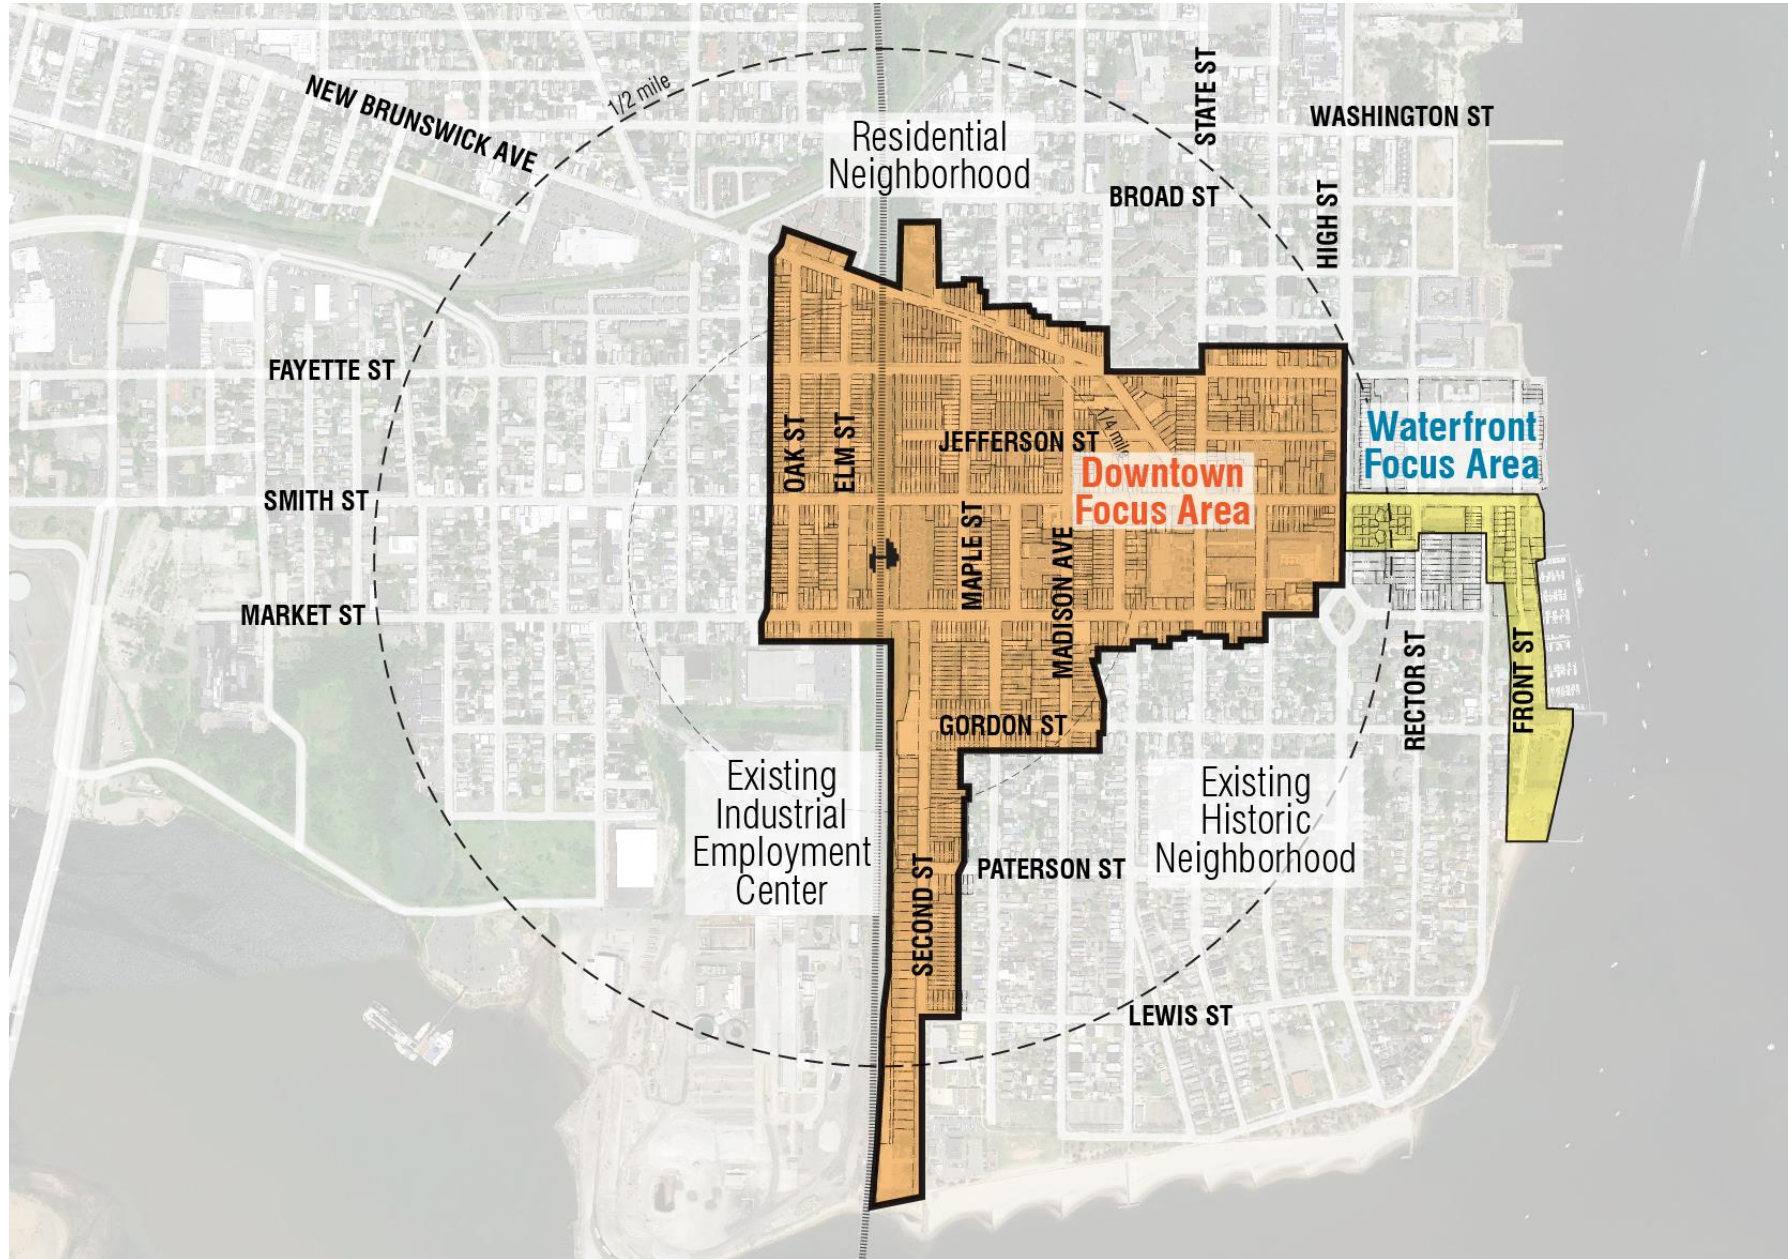 NEW BRUNSWICK AVE
1/2 mile
STATE ST
WASHINGTON ST
Residential
Neighborhood
BROAD ST
HIGH ST
FAYETTE ST
OAK ST
ELM ST
JEFFERSON ST
1/4 mile
Waterfront
Focus Area
Downtown
Focus Area
SMITH ST
MAPLE ST
MADISON AVE
MARKET ST
RECTOR ST
FRONT ST
GORDON ST
Existing
Industrial
Employment
Center
Existing
Historic
Neighborhood
SECOND ST
PATERSON ST
LEWIS ST